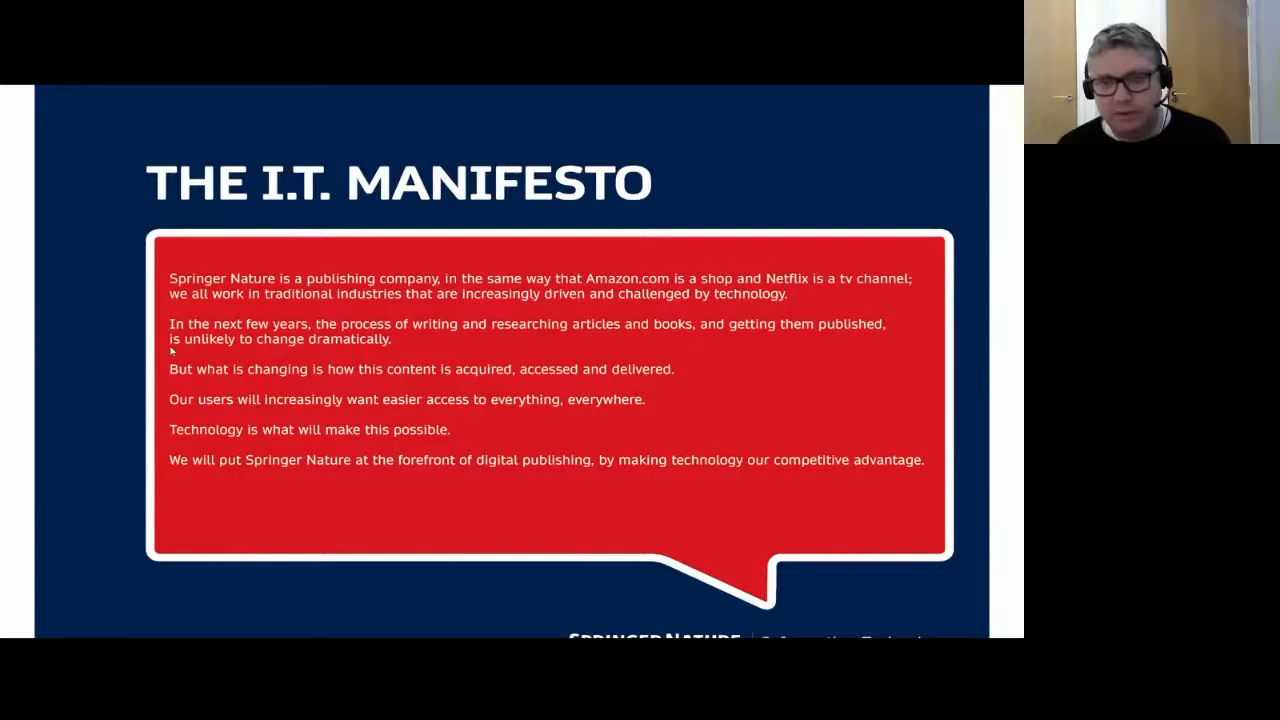 THE I.T. MANIFESTO
Springer Nature is a publishing company, in the same way that Amazon.com is a shop and Netflix is a tv channel;
we all work in traditional industries that are increasingly driven and challenged by technology.
In the next few years, the process of writing and researching articles and books, and getting them published,
is unlikely to change dramatically.
But what is changing is how this content is acquired, accessed and delivered.
Our users will increasingly want easier access to everything, everywhere.
Technology is what will make this possible.
We will put Springer Nature at the forefront of digital publishing, by making technology our competitive advantage.
SPRINGER NATURE